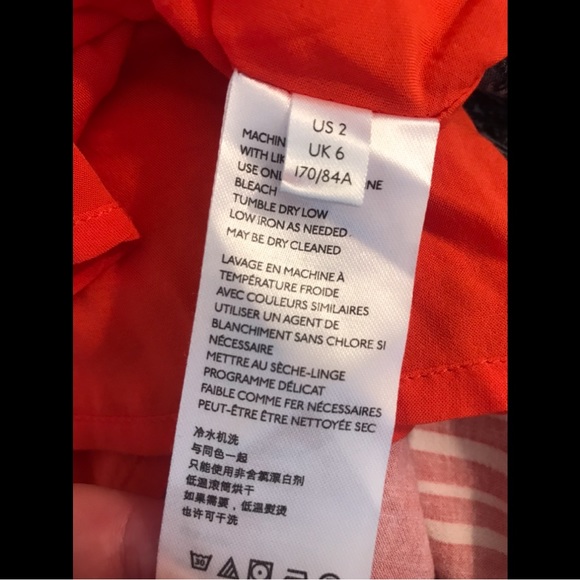 US 2
UK 6
170/84A
MACHIN
WITH LI
USE ONL NE
BLEACH
TUMBLE DRY LOW
LOW IRON AS NEEDED
MAY BE DRY CLEANED
LAVAGE EN MACHINE À
TEMPÉRATURE FROIDE
AVEC COULEURS SIMILAIRES
UTILISER UN AGENT DE
BLANCHIMENT SANS CHLORE SI
NÉCESSAIRE
METTRE AU SÈCHE-LINGE
PROGRAMME DÉLICAT
FAIBLE COMME FER NÉCESSAIRES
PEUT-ÊTRE ÊTRE NETTOYÉE SEC
冷水机洗
与同色一起
只能使用非含氯漂白剂
低温滚筒烘干
如果需要，低温熨烫
也许可干洗
30